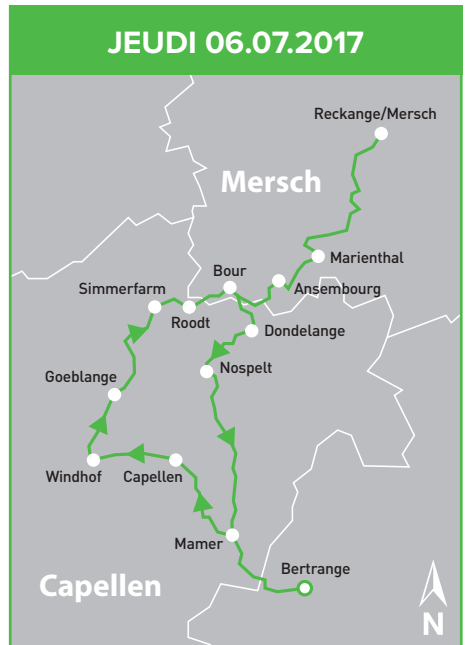 JEUDI 06.07.2017
Reckange/Mersch
Mersch
Marienthal
Bour
Ansembourg
Simmerfarm
Roodt
Dondelange
Nospelt
Goeblange
Windhof
Capellen
Mamer
Bertrange
Capellen
N